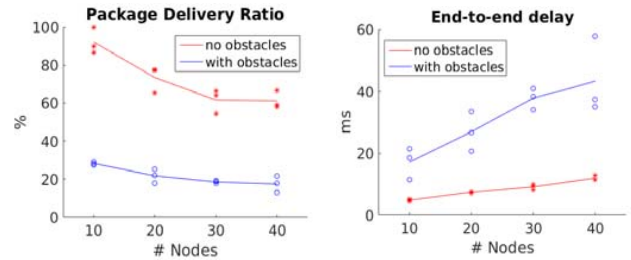 Package Delivery Ratio
100
80
60
40
20
0
%
no obstacles
with obstacles
10 20 30 40
# Nodes
End-to-end delay
60
40
20
0
ms
no obstacles
with obstacles
10 20 30 40
# Nodes